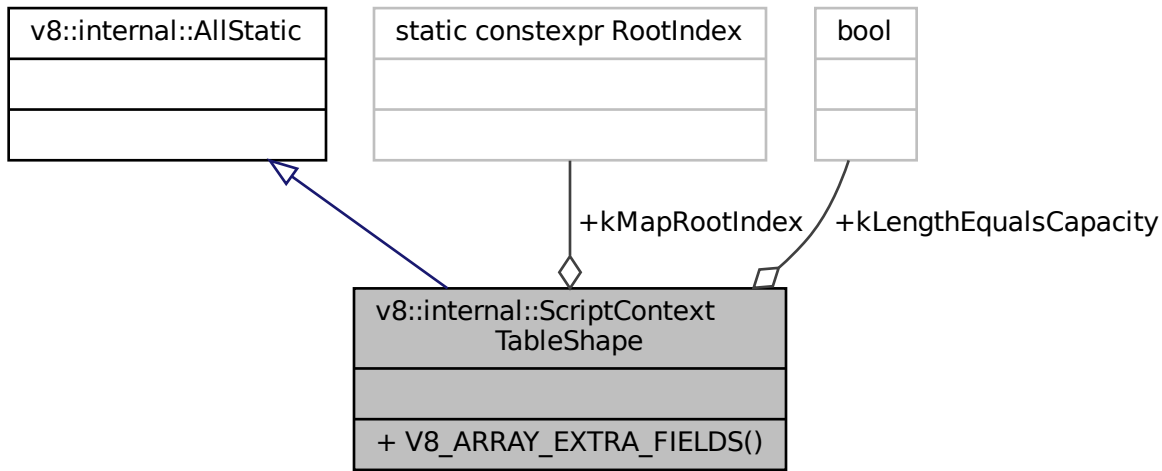 v8::internal::AllStatic
static constexpr RootIndex
bool
+kMapRootIndex
+kLengthEqualsCapacity
v8::internal::ScriptContext
TableShape
+ V8_ARRAY_EXTRA_FIELDS()